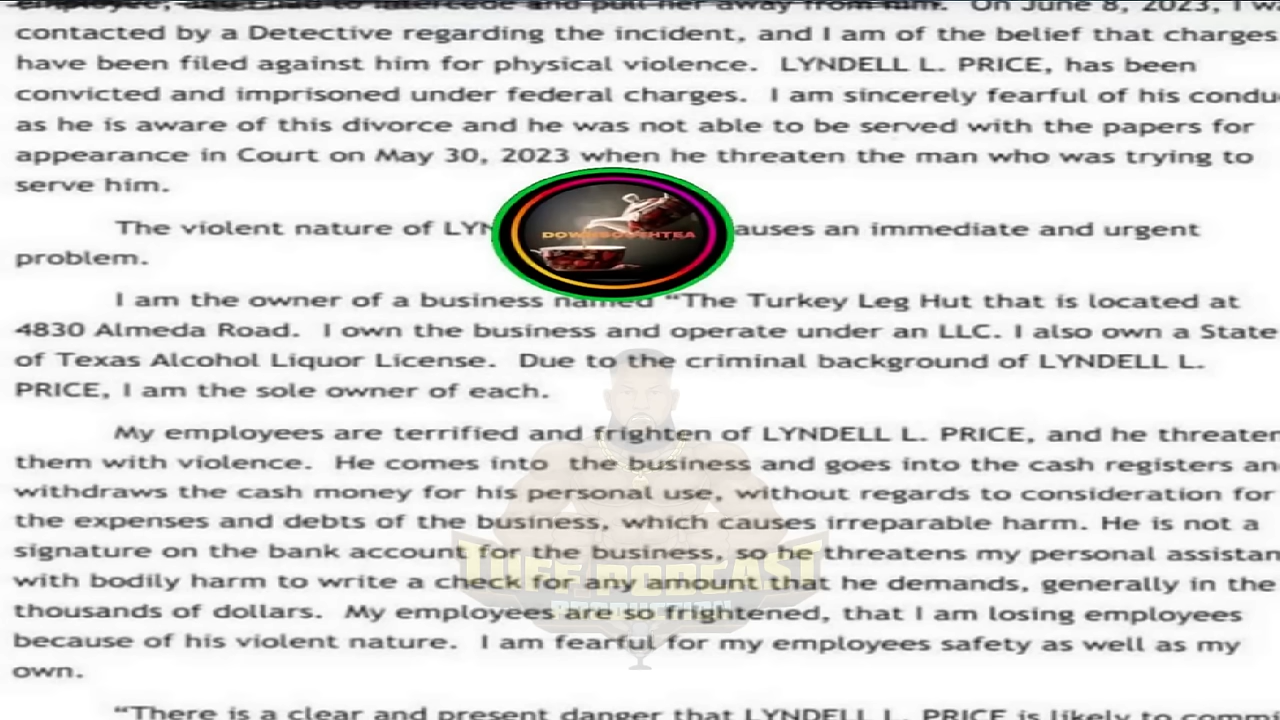 employee, and I had to intercede and pull her away from him. On June 8, 2023, I wa
contacted by a Detective regarding the incident, and I am of the belief that charges
have been filed against him for physical violence. LYNDELL L. PRICE, has been
convicted and imprisoned under federal charges. I am sincerely fearful of his condu
as he is aware of this divorce and he was not able to be served with the papers for
appearance in Court on May 30, 2023 when he threaten the man who was trying to
serve him.
The violent nature of LYN
DOWNSOUTHTEA
auses an immediate and urgent
problem.
I am the owner of a business named "The Turkey Leg Hut that is located at
4830 Almeda Road. I own the business and operate under an LLC. I also own a State
of Texas Alcohol Liquor License. Due to the criminal background of LYNDELL L.
PRICE, I am the sole owner of each.
My employees are terrified and frighten of LYNDELL L. PRICE, and he threaten
them with violence. He comes into the business and goes into the cash registers an
withdraws the cash money for his personal use, without regards to consideration for
the expenses and debts of the business, which causes irreparable harm. He is not a
signature on the bank account for the business, so he threatens my personal assistan
with bodily harm to write a check for any amount that he demands, generally in the
thousands of dollars. My employees are so frightened, that I am losing employees
because of his violent nature. I am fearful for my employees safety as well as my
own.
"There is a clear and present danger that LYNDELL L. PRICE is likely to commi
TUFF PODCAST
PRODUCTION